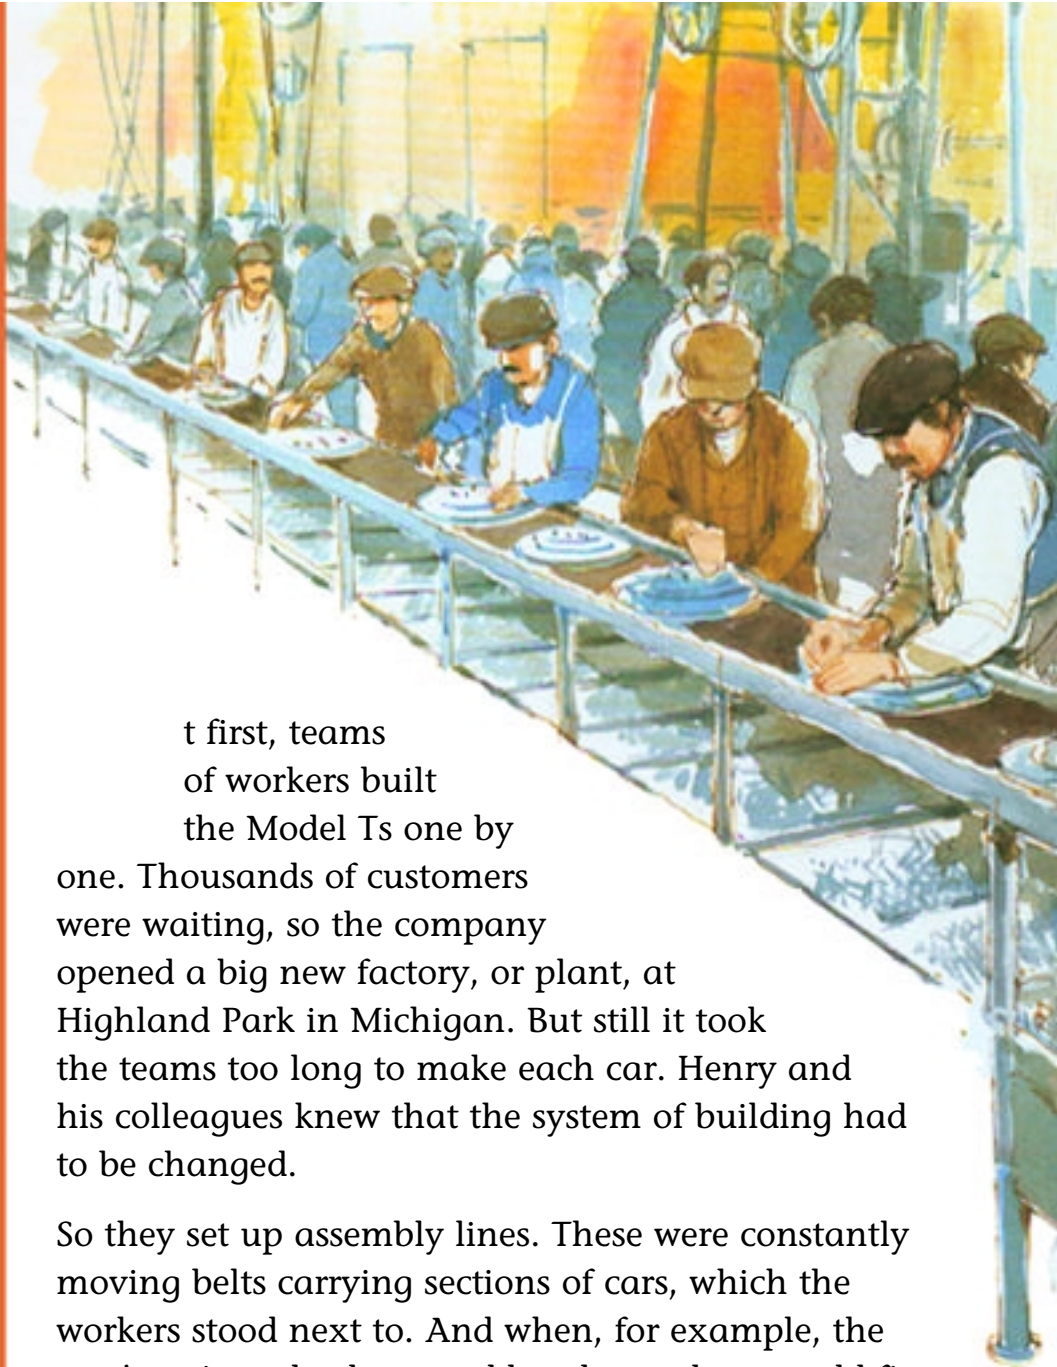 t first, teams
of workers built
the Model Ts one by
one. Thousands of customers
were waiting, so the company
opened a big new factory, or plant, at
Highland Park in Michigan. But still it took
the teams too long to make each car. Henry and
his colleagues knew that the system of building had
to be changed.
So they set up assembly lines. These were constantly
moving belts carrying sections of cars, which the
workers stood next to. And when, for example, the